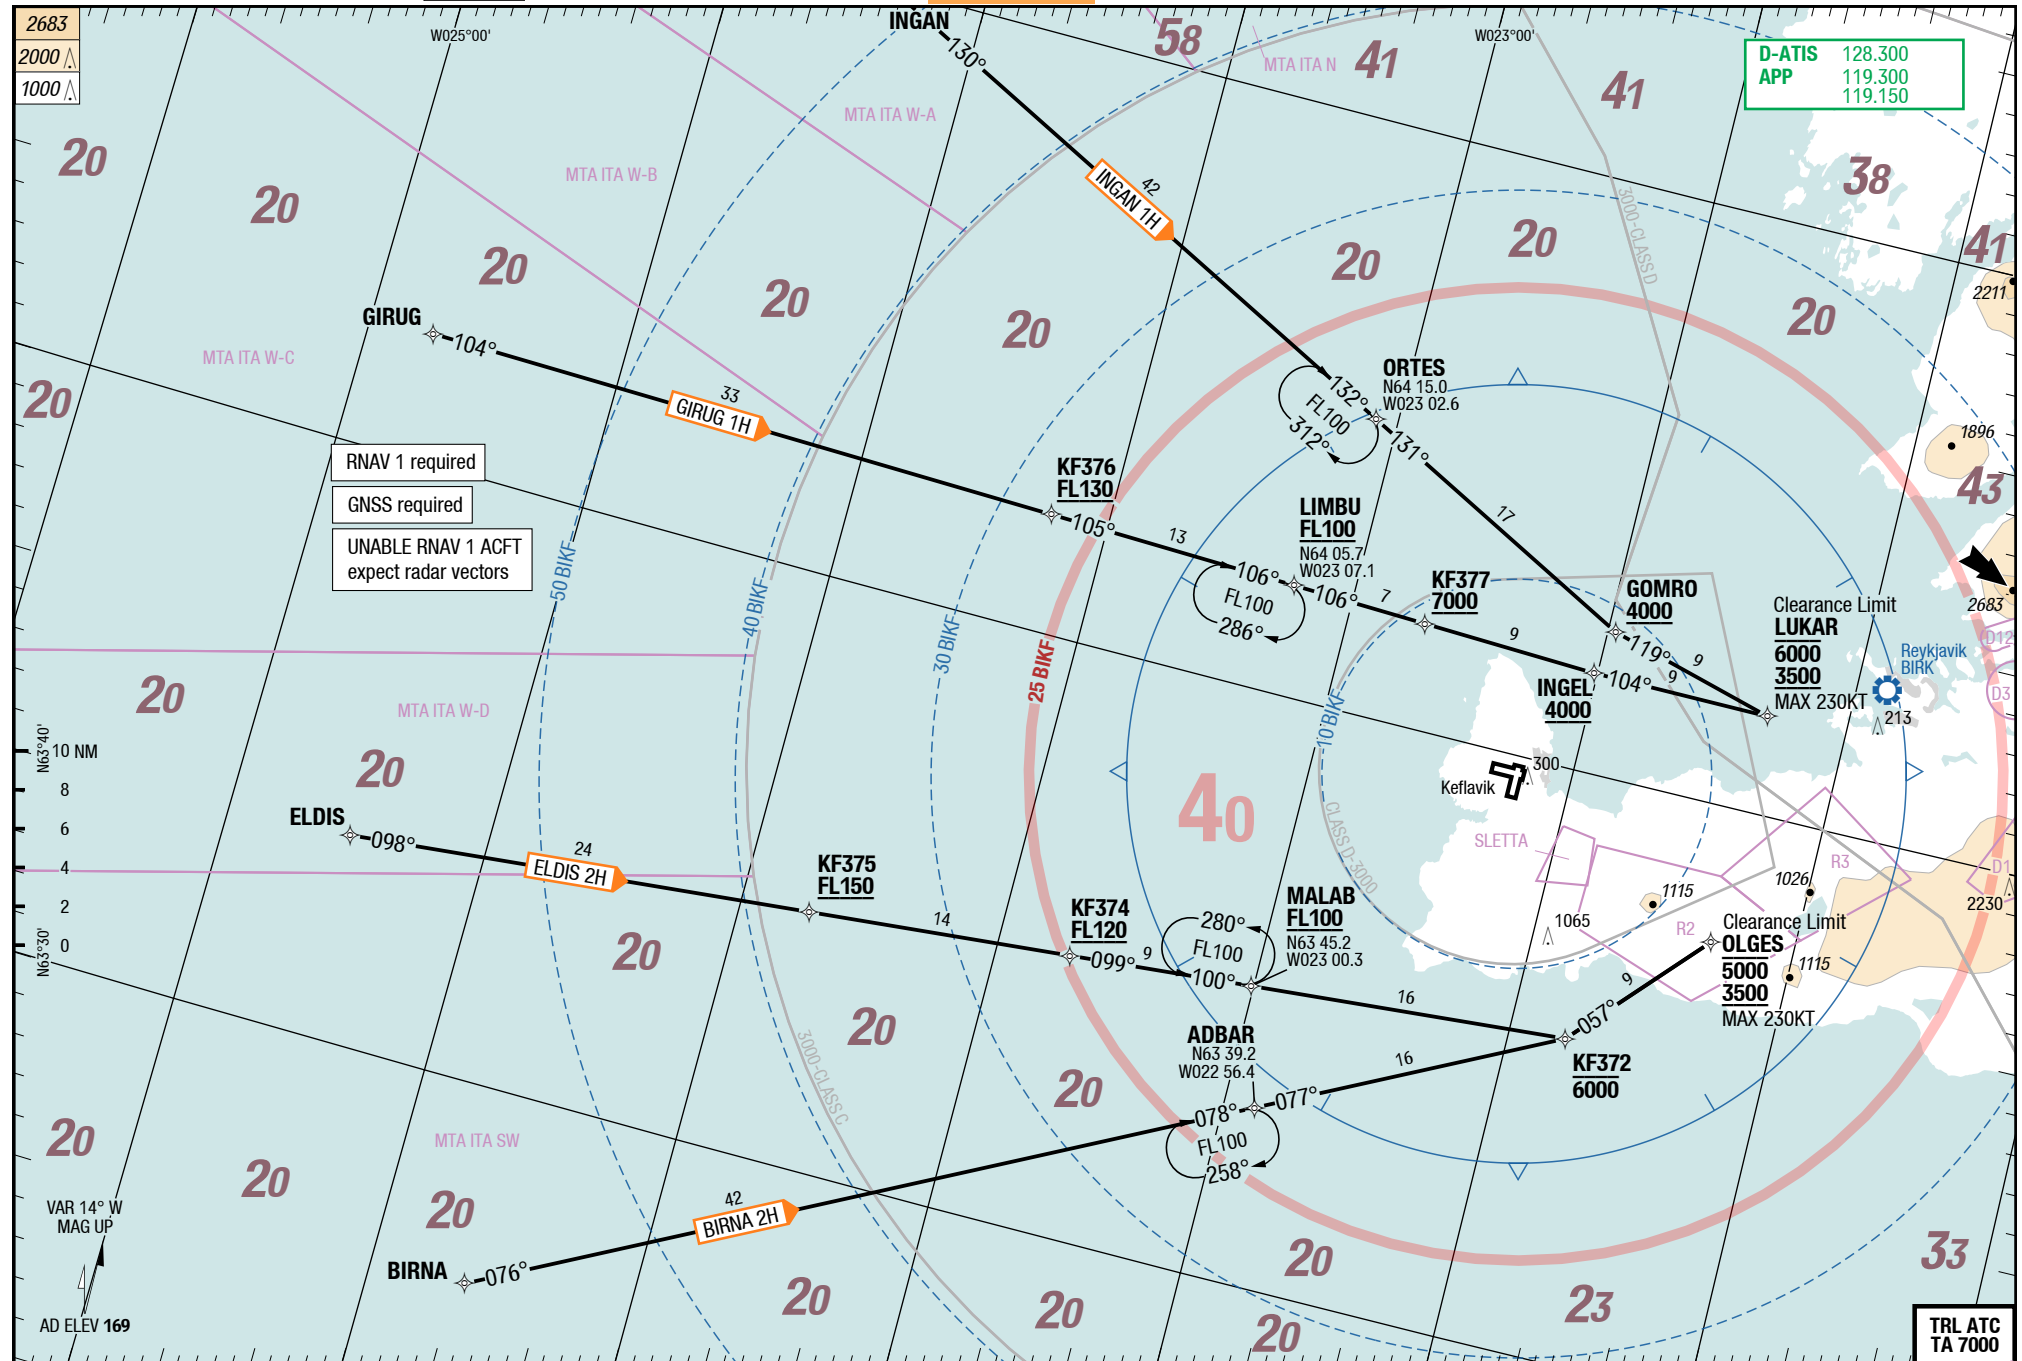 2683
2000
1000
W025°00'
INGAN
130°
58
MTA ITA N
41
W023°00'
41
D-ATIS 128.300
APP 119.300
119.150
MTA ITA W-A
20
MTA ITA W-B
20
42
INGAN 1H
38
3000-CLASS D
20
20
20
41
20
2211
20
20
GIRUG
104°
MTA ITA W-C
20
33
GIRUG 1H
ORTES
N64 15.0
W023 02.6
132°
FL100
312°
131°
1896
RNAV 1 required
GNSS required
UNABLE RNAV 1 ACFT
expect radar vectors
KF376
FL130
105°
13
LIMBU
FL100
N64 05.7
W023 07.1
17
43
50 BIKF
40 BIKF
30 BIKF
25 BIKF
10 BIKF
106°
FL100
286°
106°
7
KF377
7000
9
GOMRO
4000
119°
9
Clearance Limit
LUKAR
6000
3500
MAX 230KT
2683
D12
Reykjavik
BIRK
D3
213
INGEL
4000
104°
9
20
MTA ITA W-D
N63°40'
10 NM
8
6
4
2
0
N63°30'
20
300
Keflavik
40
CLASS D-3000
SLETTA
R3
D1
ELDIS
098°
24
ELDIS 2H
KF375
FL150
14
KF374
FL120
099°
9
280°
FL100
100°
MALAB
FL100
N63 45.2
W023 00.3
16
1115
1026
1065
R2
2230
Clearance Limit
OLGES
5000
3500
MAX 230KT
1115
9
057°
20
20
3000-CLASS C
ADBAR
N63 39.2
W022 56.4
16
KF372
6000
20
078°
FL100
258°
077°
20
MTA ITA SW
20
20
42
BIRNA 2H
BIRNA
076°
VAR 14° W
MAG UP
AD ELEV 169
20
20
20
20
23
33
TRL ATC
TA 7000